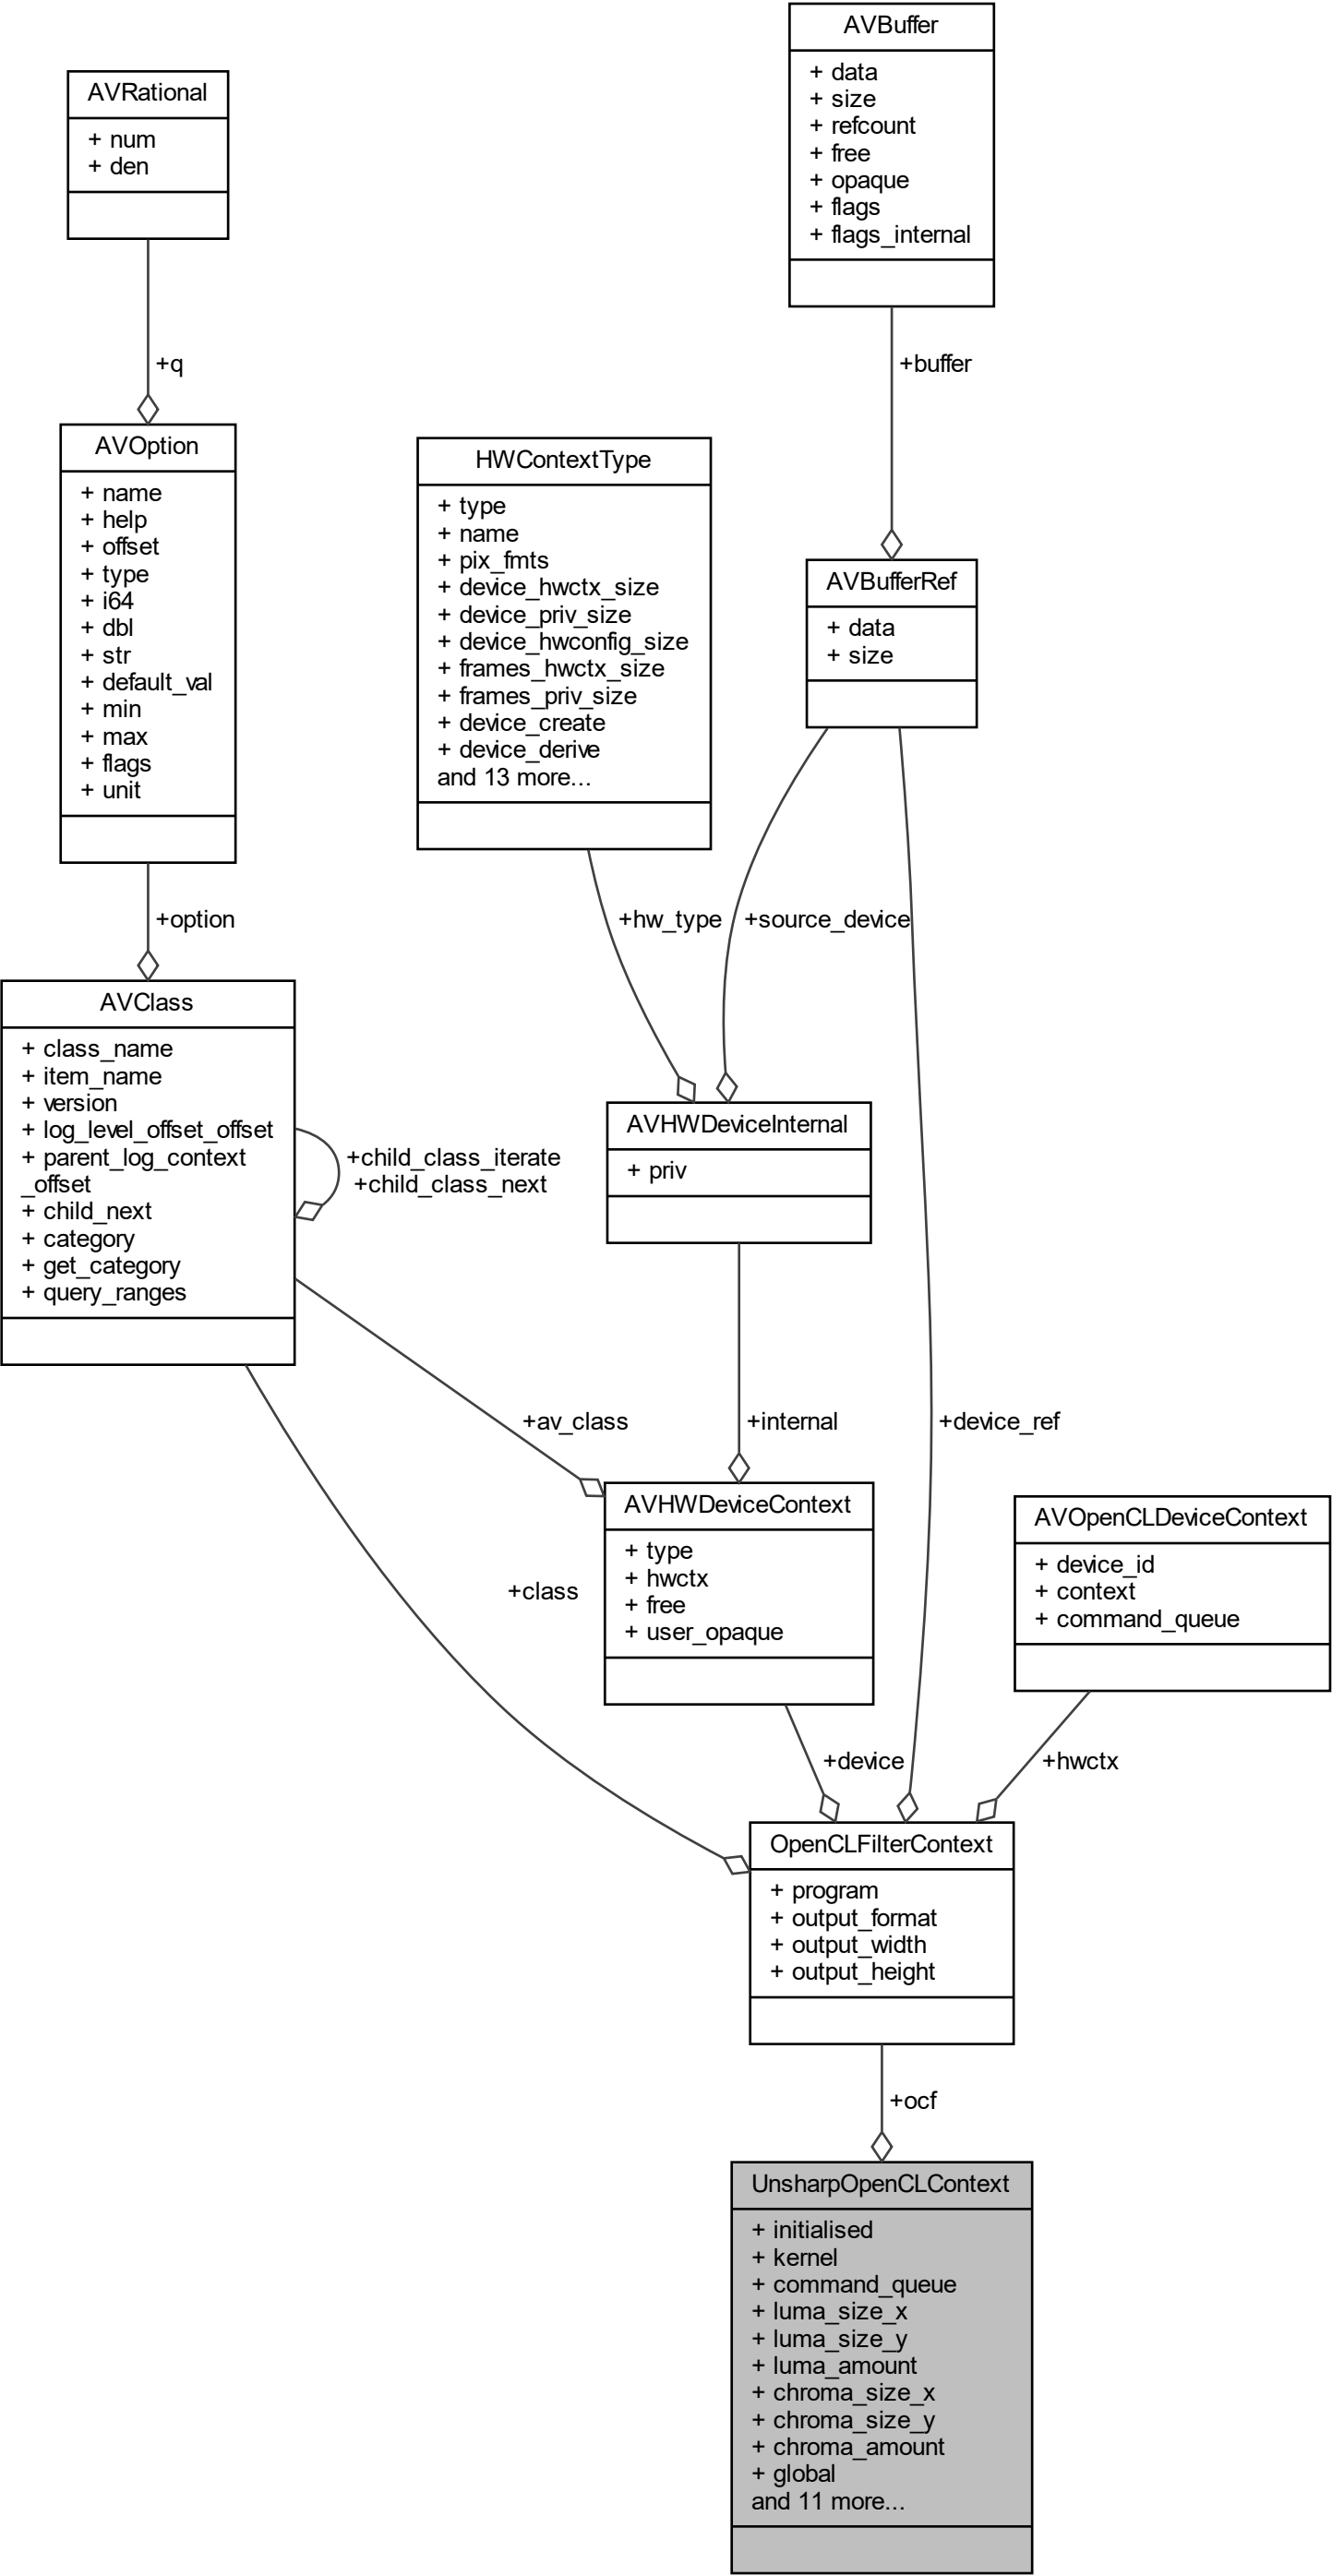 AVBuffer
+ data
+ size
+ refcount
+ free
+ opaque
+ flags
+ flags_internal
AVRational
+ num
+ den
+q
+buffer
AVOption
+ name
+ help
+ offset
+ type
+ i64
+ dbl
+ str
+ default_val
+ min
+ max
+ flags
+ unit
HWContextType
+ type
+ name
+ pix_fmts
+ device_hwctx_size
+ device_priv_size
+ device_hwconfig_size
+ frames_hwctx_size
+ frames_priv_size
+ device_create
+ device_derive
and 13 more...
AVBufferRef
+ data
+ size
+option
+hw_type
+source_device
AVClass
+ class_name
+ item_name
+ version
+ log_level_offset_offset
+ parent_log_context
_offset
+ child_next
+ category
+ get_category
+ query_ranges
+child_class_iterate
+child_class_next
AVHWDeviceInternal
+ priv
+av_class
+internal
+device_ref
AVHWDeviceContext
+ type
+ hwctx
+ free
+ user_opaque
AVOpenCLDeviceContext
+ device_id
+ context
+ command_queue
+class
+device
+hwctx
OpenCLFilterContext
+ program
+ output_format
+ output_width
+ output_height
+ocf
UnsharpOpenCLContext
+ initialised
+ kernel
+ command_queue
+ luma_size_x
+ luma_size_y
+ luma_amount
+ chroma_size_x
+ chroma_size_y
+ chroma_amount
+ global
and 11 more...